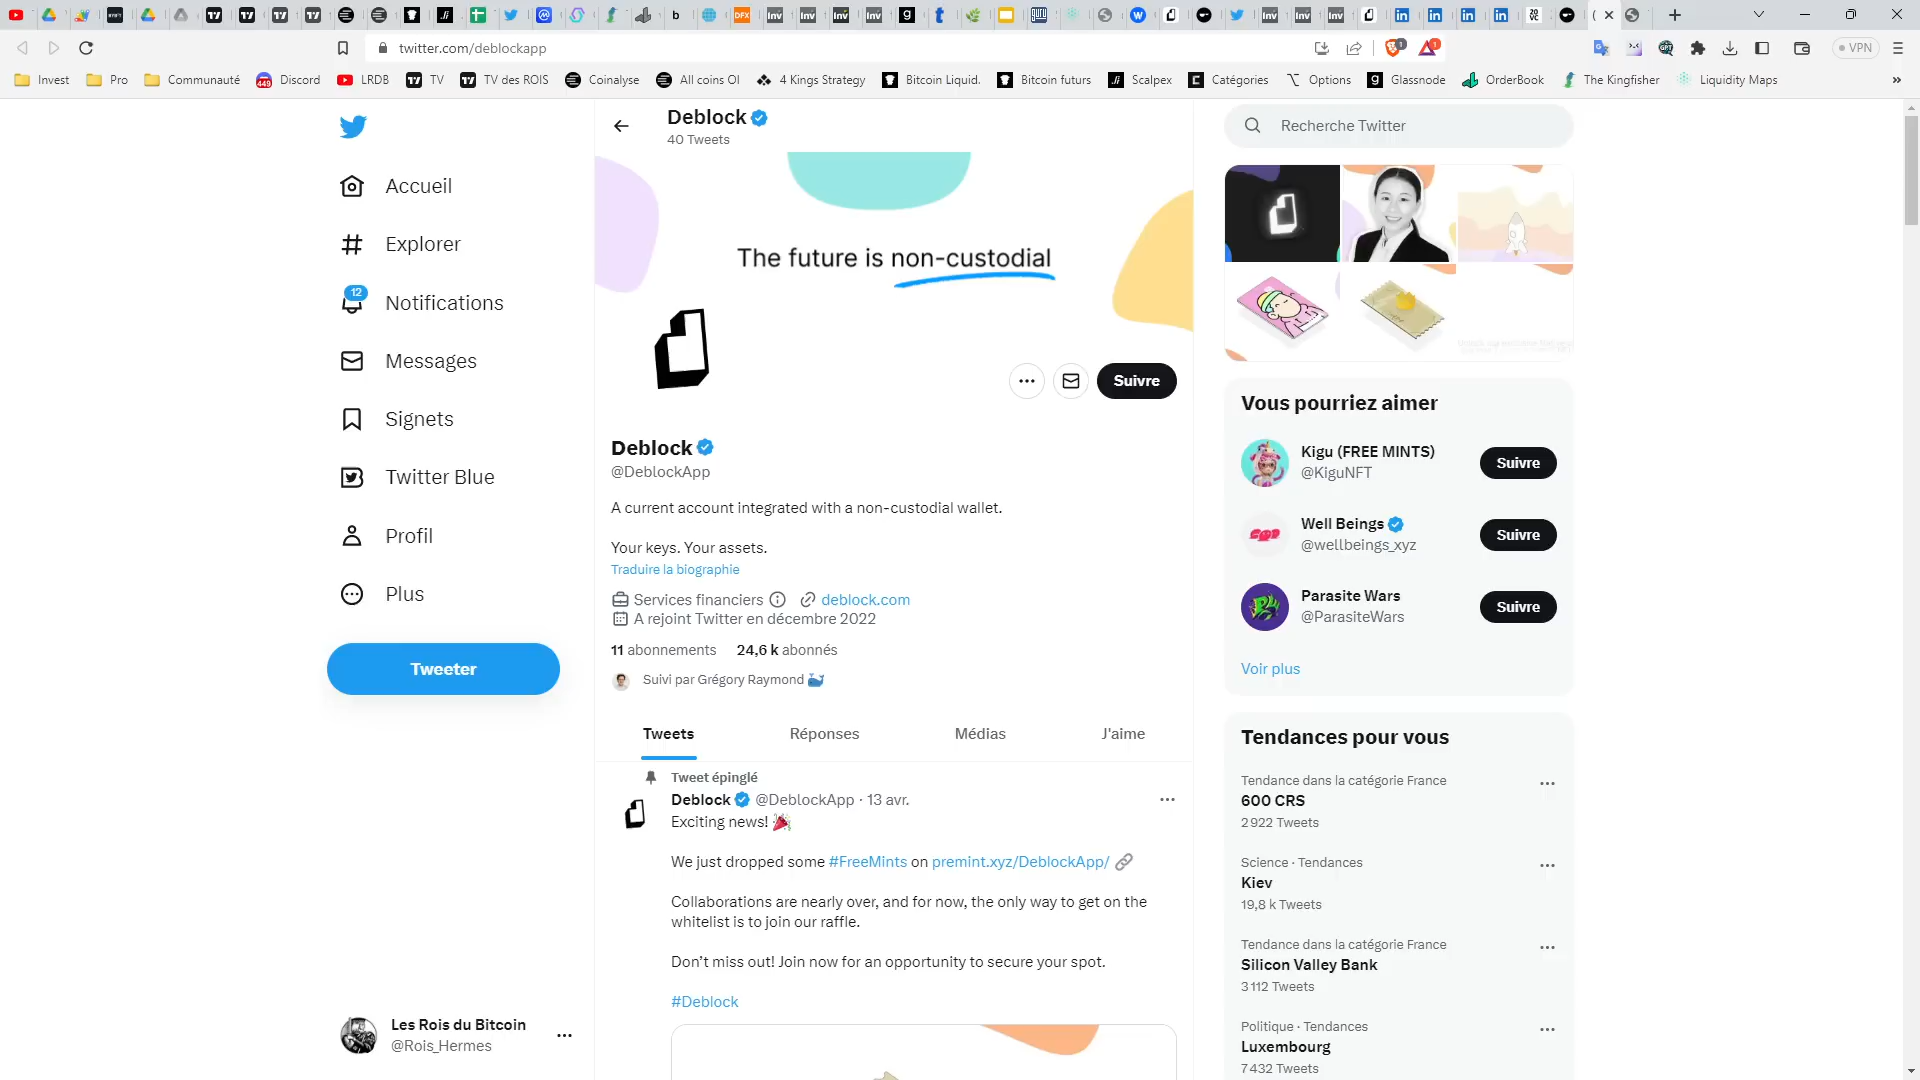 twitter.com/deblockapp
VPN
Invest
Pro
Communauté
Discord
LRDB
TV
TV des ROIS
Coinalyse
All coins OI
4 Kings Strategy
Bitcoin Liquid.
Bitcoin futurs
Scalpex
Catégories
Options
Glassnode
OrderBook
The Kingfisher
Liquidity Maps
Accueil
Explorer
12
Notifications
Messages
Signets
Twitter Blue
Profil
Plus
Tweeter
Les Rois du Bitcoin
@Rois_Hermes
Deblock
40 Tweets
The future is non-custodial
Suivre
Deblock
@DeblockApp
A current account integrated with a non-custodial wallet.
Your keys. Your assets.
Traduire la biographie
Services financiers
deblock.com
A rejoint Twitter en décembre 2022
11 abonnements 24,6 k abonnés
Suivi par Grégory Raymond
Tweets
Réponses
Médias
J'aime
Tweet épinglé
Deblock @DeblockApp · 13 avr.
Exciting news!
We just dropped some #FreeMints on premint.xyz/DeblockApp/
Collaborations are nearly over, and for now, the only way to get on the
whitelist is to join our raffle.
Don’t miss out! Join now for an opportunity to secure your spot.
#Deblock
Recherche Twitter
Vous pourriez aimer
Kigu (FREE MINTS)
@KiguNFT
Suivre
Well Beings
@wellbeings_xyz
Suivre
Parasite Wars
@ParasiteWars
Suivre
Voir plus
Tendances pour vous
Tendance dans la catégorie France
600 CRS
2 922 Tweets
Science · Tendances
Kiev
19,8 k Tweets
Tendance dans la catégorie France
Silicon Valley Bank
3 112 Tweets
Politique · Tendances
Luxembourg
7 432 Tweets